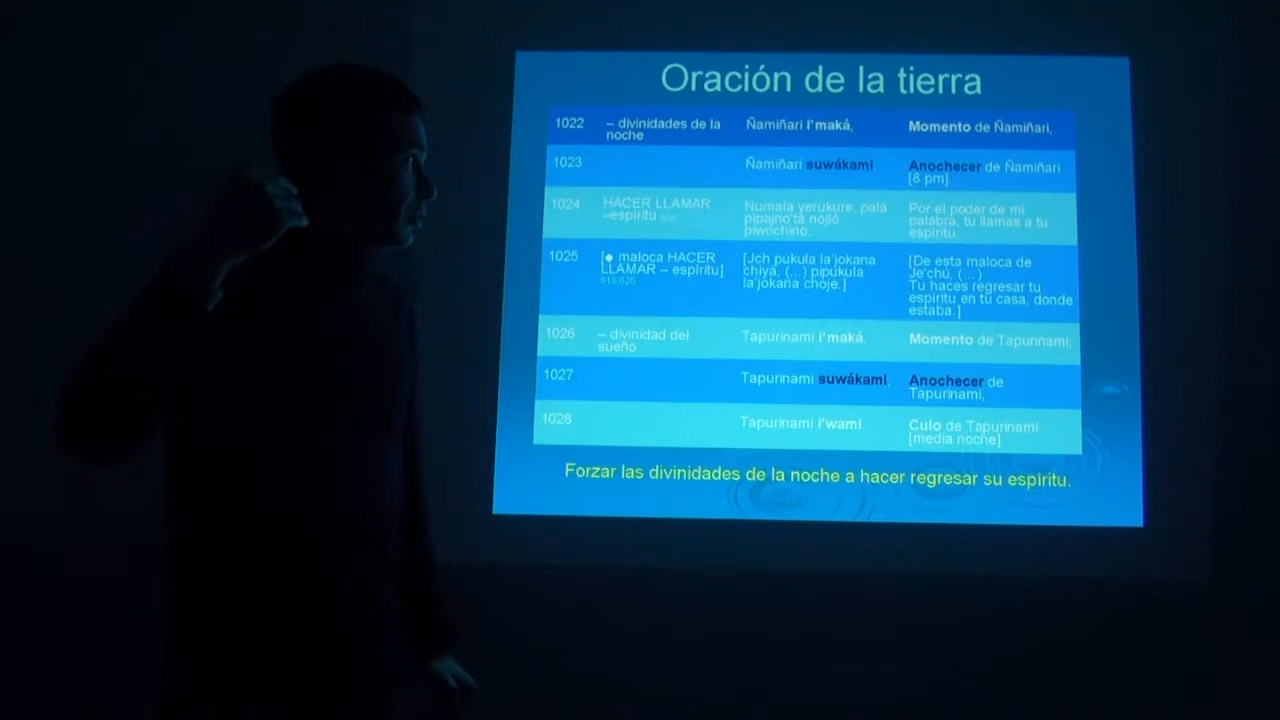 Oración de la tierra
1022 – divinidades de la noche Ñamiñari i'maká, Momento de Ñamiñari,
1023 Ñamiñari suwákami Anochecer de Ñamiñari [8 pm]
1024 HACER LLAMAR –espíritu Numala yerukure, palá pipajno'tá nojló piwochino. Por el poder de mi palabra, tu llamas a tu espíritu.
1025 [● maloca HACER LLAMAR – espíritu] 616-626 [Jch pukula la'jokana chiyá, (...) pipukula la'jokana choje.] [De esta maloca de Je'chú, (...) Tu haces regresar tu espíritu en tu casa, donde estaba.]
1026 – divinidad del sueño Tapurinami i'maká, Momento de Tapurinami,
1027 Tapurinami suwákami, Anochecer de Tapurinami,
1028 Tapurinami i'wami Culo de Tapurinami [media noche]
Forzar las divinidades de la noche a hacer regresar su espíritu.